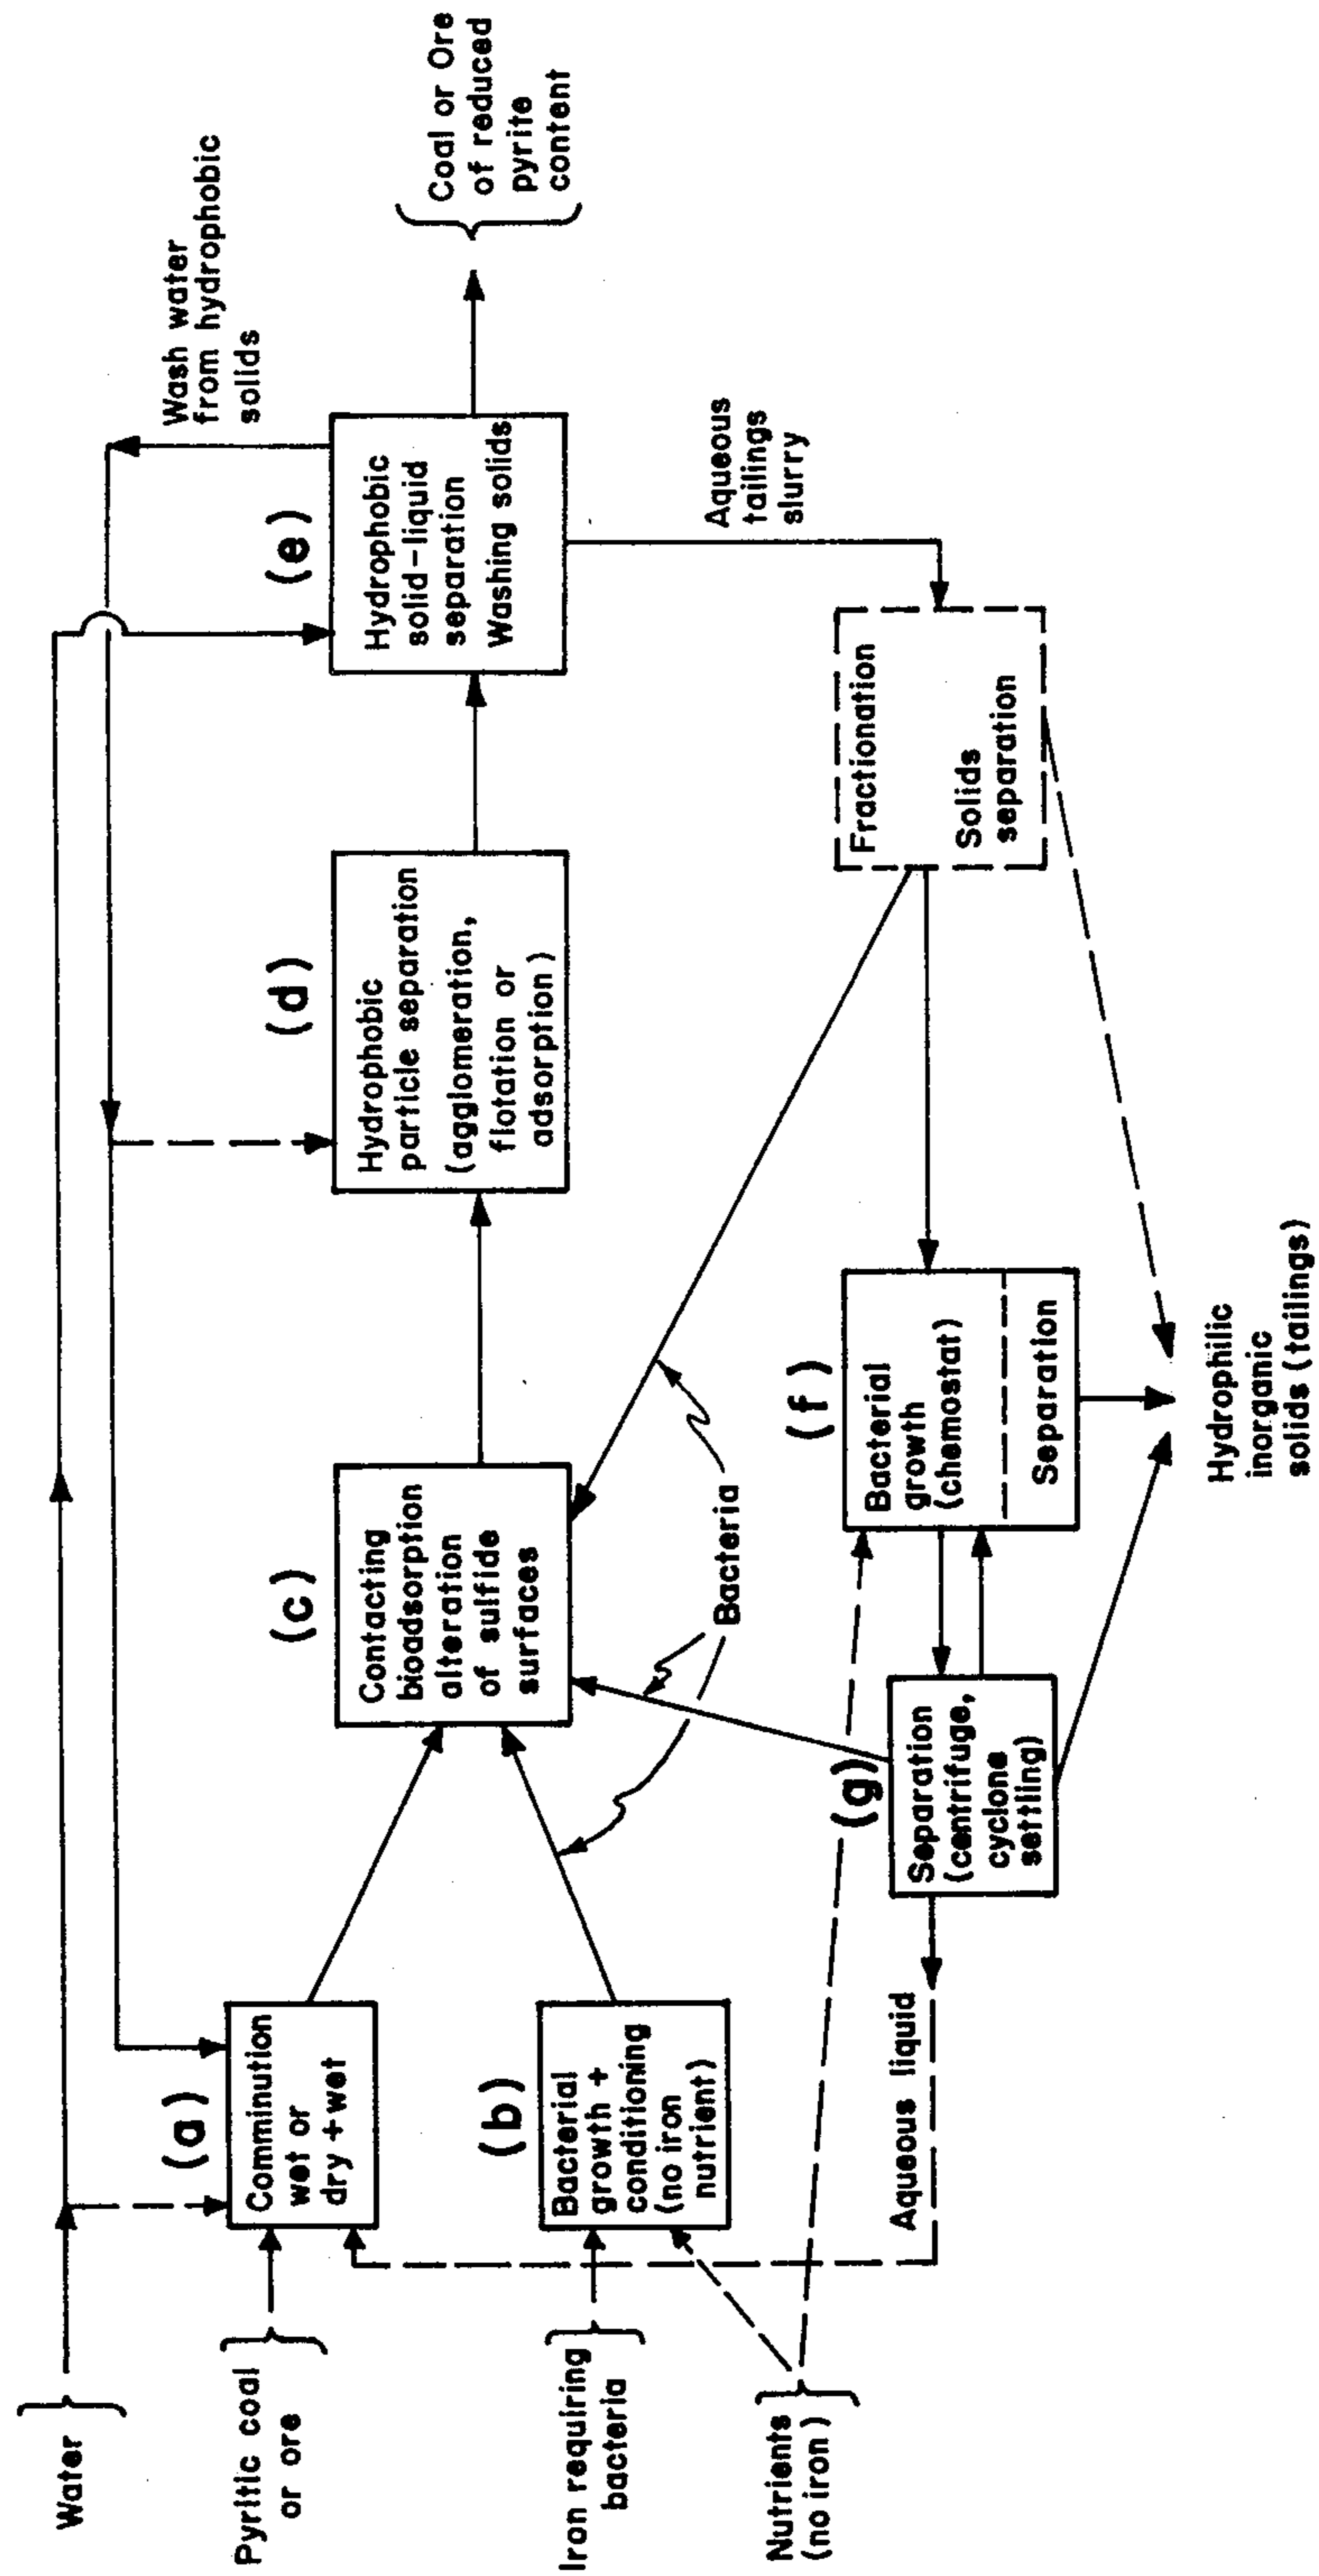 Water
Pyritic coal
or ore
Iron requiring
bacteria
Nutrients
(no iron)
(a)
Comminution
wet or
dry + wet
(b)
Bacterial
growth +
conditioning
(no iron
nutrient)
Aqueous liquid
(c)
Contacting
bioadsorption
alteration
of sulfide
surfaces
Bacteria
(g)
Separation
(centrifuge,
cyclone
settling)
(d)
Hydrophobic
particle separation
(agglomeration,
flotation or
adsorption)
(f)
Bacterial
growth
(chemostat)
Separation
Hydrophilic
inorganic
solids (tailings)
(e)
Hydrophobic
solid-liquid
separation
Washing solids
Wash water
from hydrophobic
solids
Aqueous
tailings
slurry
Fractionation
Solids
separation
Coal or Ore
of reduced
pyrite
content